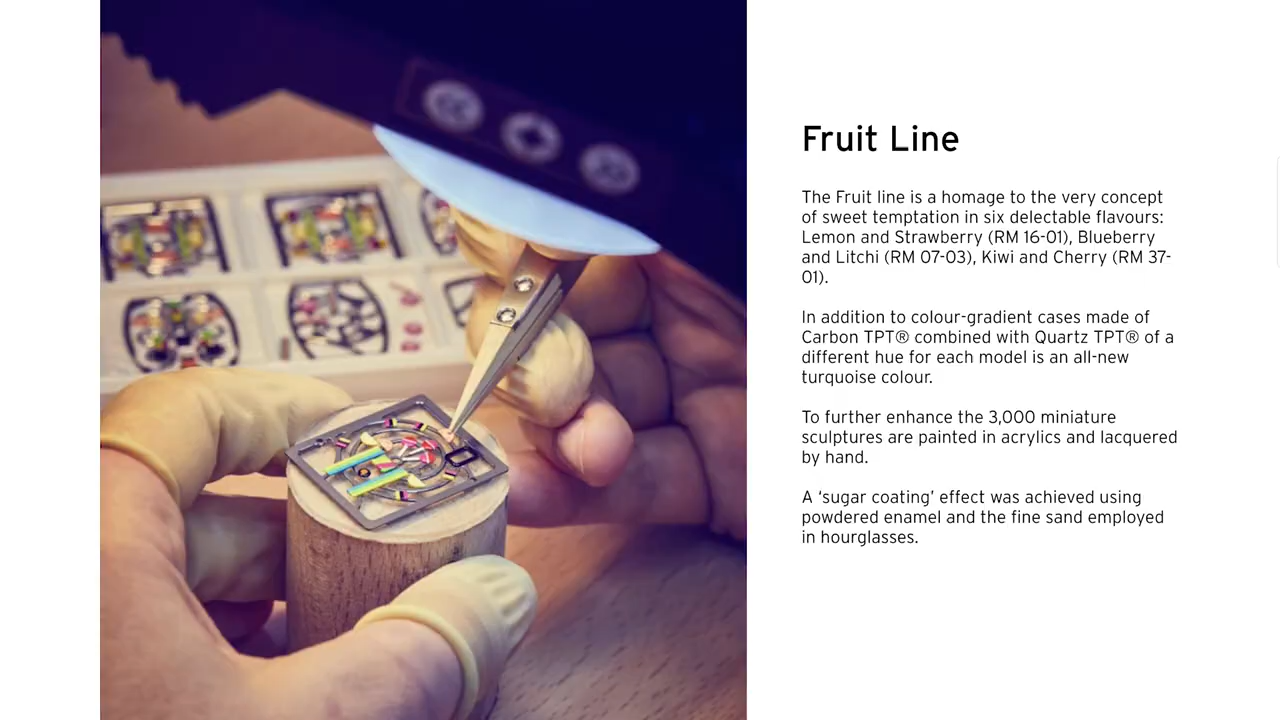 Fruit Line
The Fruit line is a homage to the very concept
of sweet temptation in six delectable flavours:
Lemon and Strawberry (RM 16-01), Blueberry
and Litchi (RM 07-03), Kiwi and Cherry (RM 37-
01).
In addition to colour-gradient cases made of
Carbon TPT® combined with Quartz TPT® of a
different hue for each model is an all-new
turquoise colour.
To further enhance the 3,000 miniature
sculptures are painted in acrylics and lacquered
by hand.
A ‘sugar coating’ effect was achieved using
powdered enamel and the fine sand employed
in hourglasses.